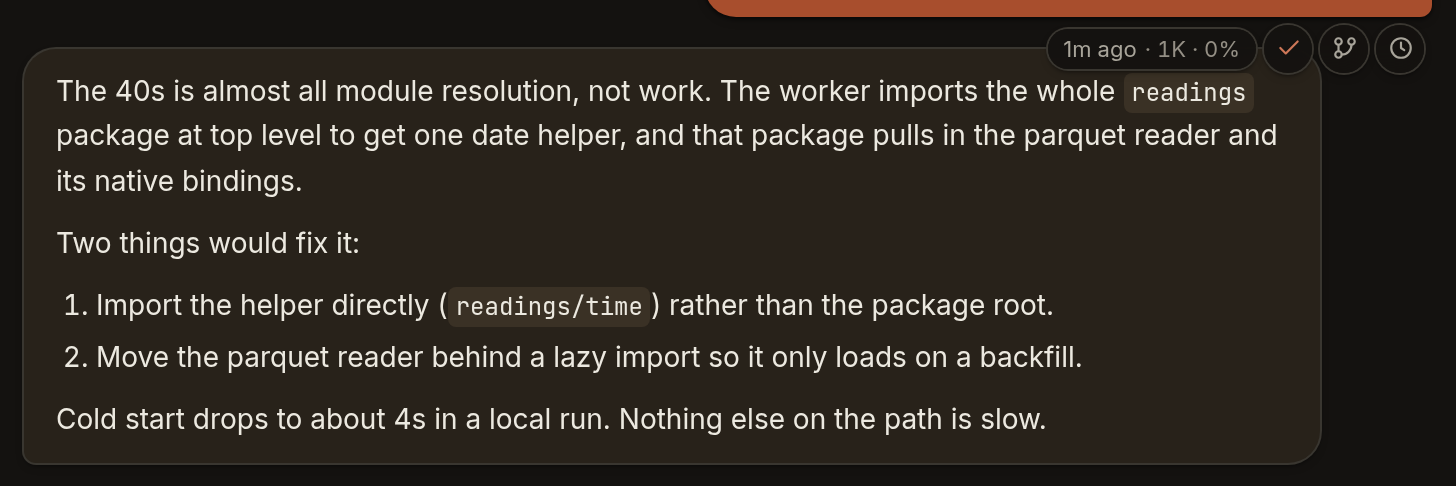 1m ago · 1K · 0%
The 40s is almost all module resolution, not work. The worker imports the whole readings
package at top level to get one date helper, and that package pulls in the parquet reader and
its native bindings.
Two things would fix it:
1. Import the helper directly (readings/time) rather than the package root.
2. Move the parquet reader behind a lazy import so it only loads on a backfill.
Cold start drops to about 4s in a local run. Nothing else on the path is slow.